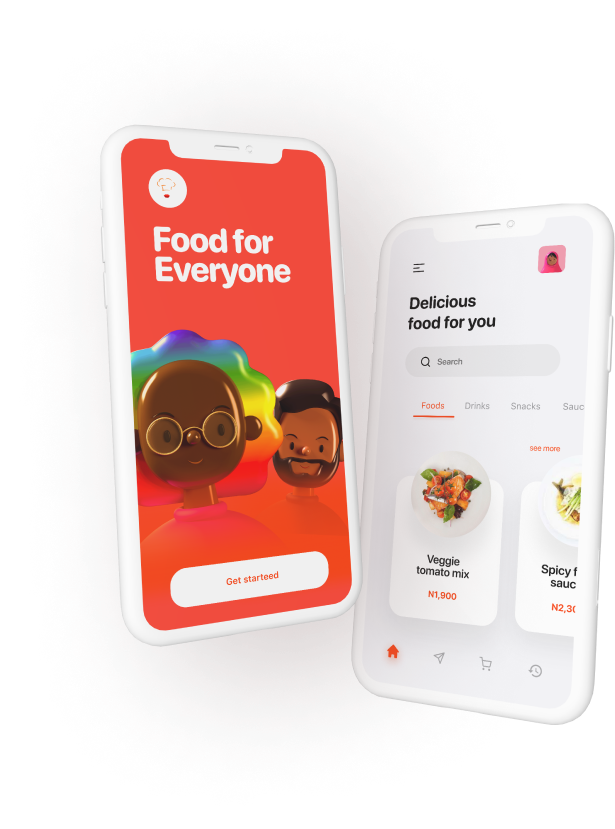 Food for
Everyone
Get starteed
Delicious
food for you
Search
Foods
Drinks
Snacks
Sauc
see more
Veggie
tomato mix
N1,900
Spicy f
sauc
N2,30